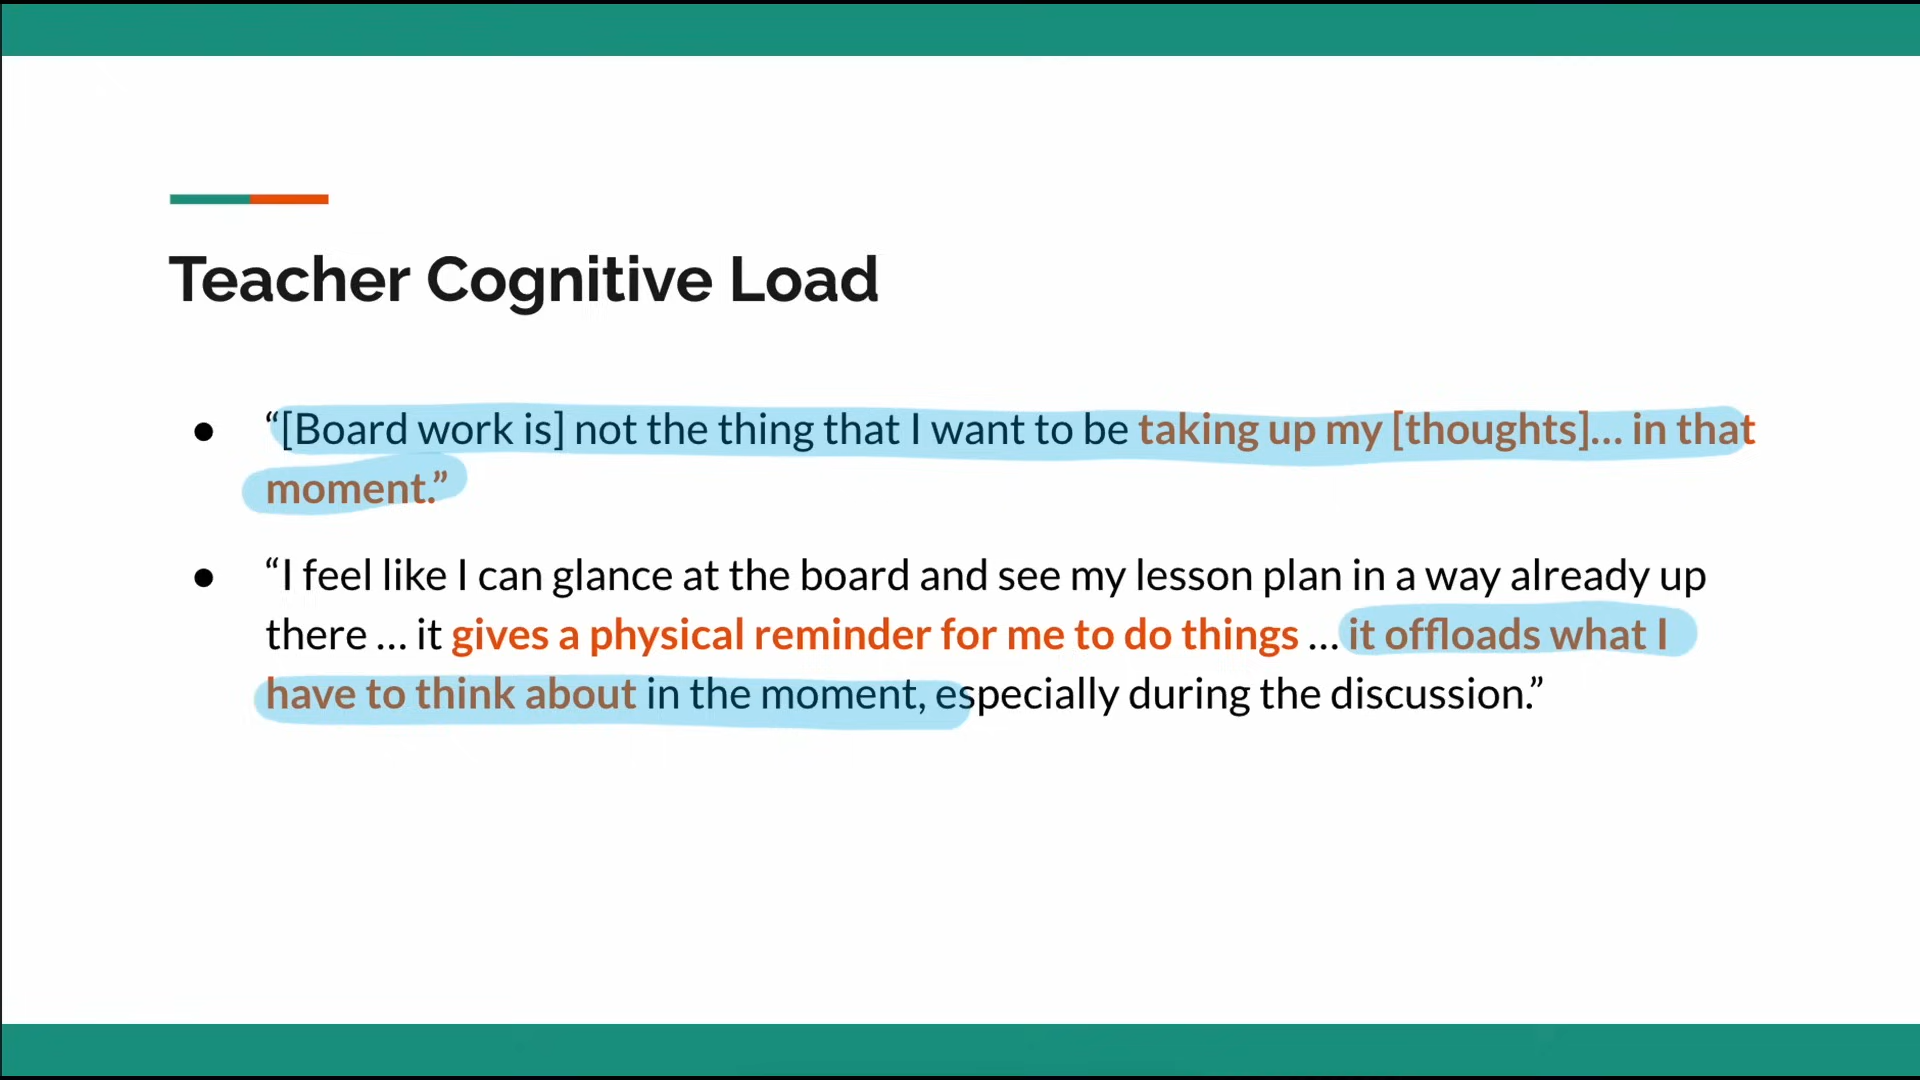 Teacher Cognitive Load
● “[Board work is] not the thing that I want to be taking up my [thoughts]… in that
moment.”
● “I feel like I can glance at the board and see my lesson plan in a way already up
there … it gives a physical reminder for me to do things … it offloads what I
have to think about in the moment, especially during the discussion.”